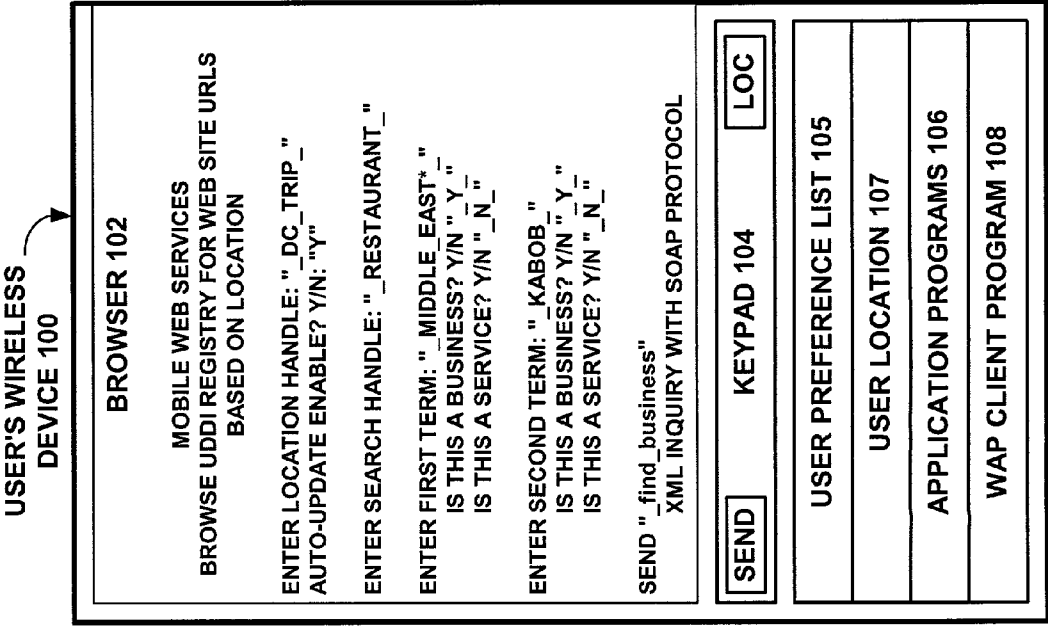 USER'S WIRELESS
DEVICE 100
BROWSER 102
MOBILE WEB SERVICES
BROWSE UDDI REGISTRY FOR WEB SITE URLS
BASED ON LOCATION
ENTER LOCATION HANDLE: "_DC_TRIP_"
AUTO-UPDATE ENABLE? Y/N: "Y"
ENTER SEARCH HANDLE: "_RESTAURANT_"
ENTER FIRST TERM: "_MIDDLE_EAST*_"
IS THIS A BUSINESS? Y/N "_Y_"
IS THIS A SERVICE? Y/N "_N_"
ENTER SECOND TERM: "_KABOB_"
IS THIS A BUSINESS? Y/N "_Y_"
IS THIS A SERVICE? Y/N "_N_"
SEND "_find_business"
XML INQUIRY WITH SOAP PROTOCOL
SEND KEYPAD 104 LOC
USER PREFERENCE LIST 105
USER LOCATION 107
APPLICATION PROGRAMS 106
WAP CLIENT PROGRAM 108